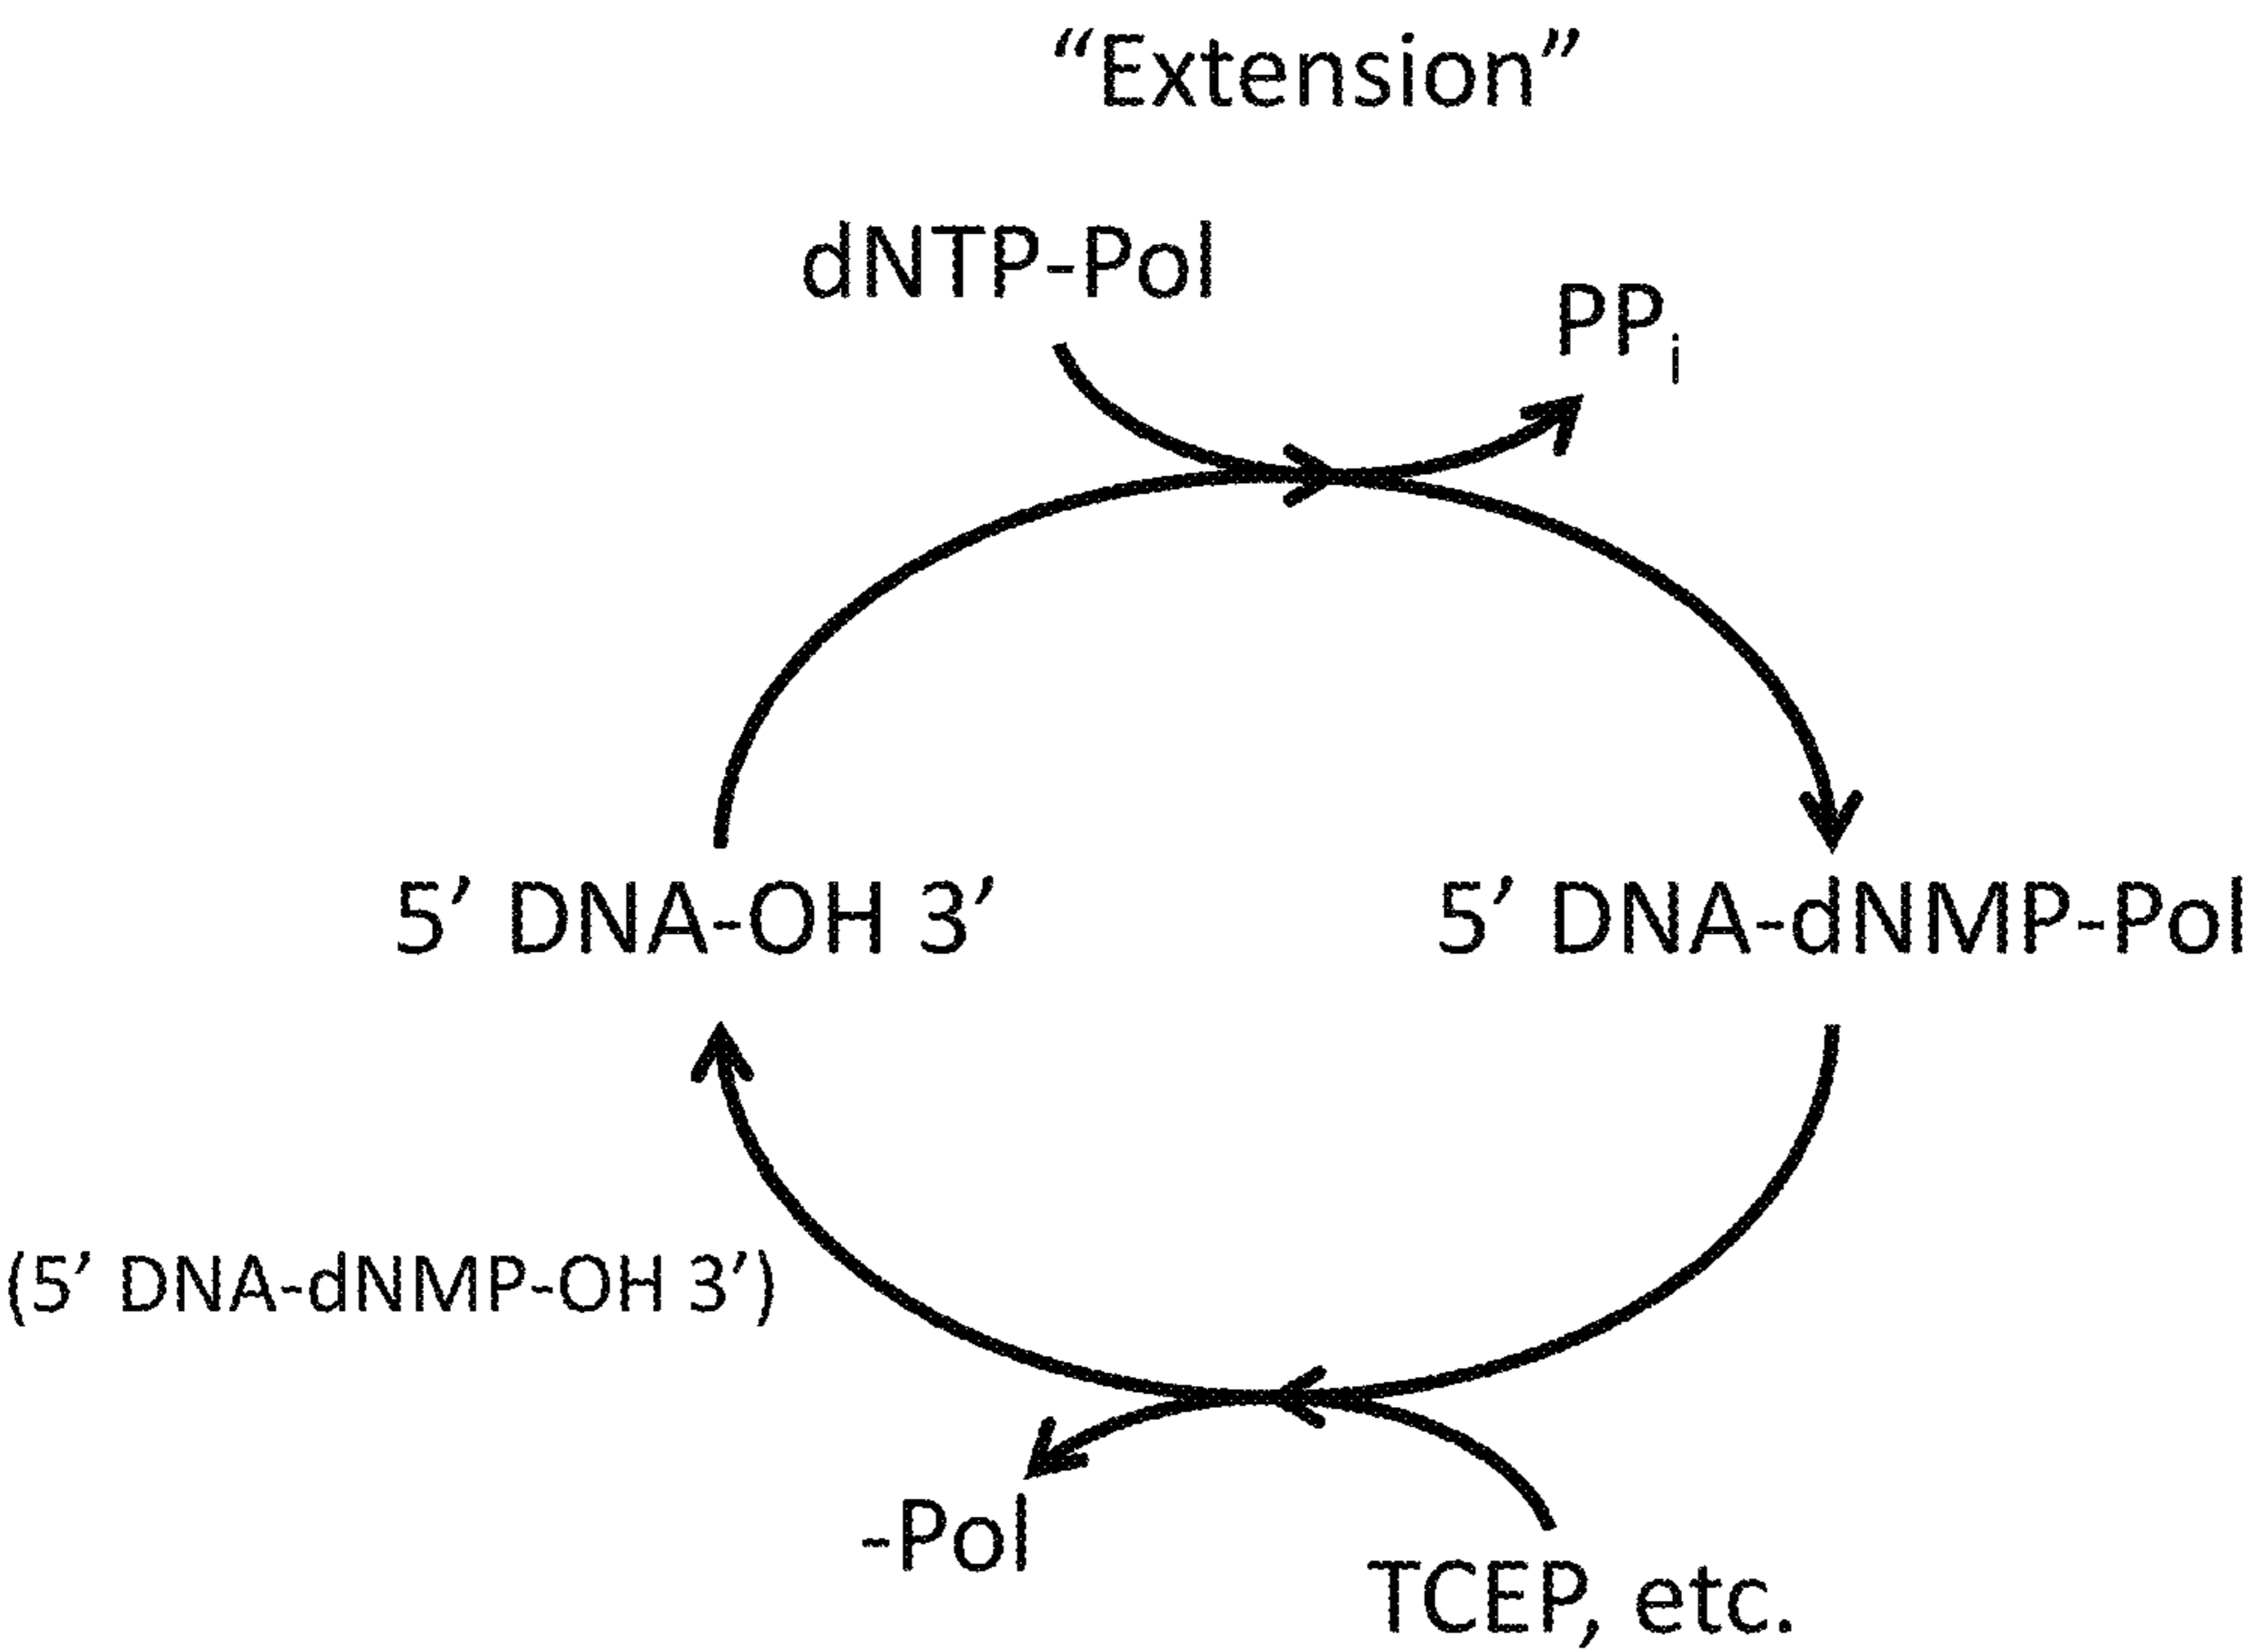 “Extension”
dNTP-Pol
PPi
5′ DNA-OH 3′
5′ DNA-dNMP-Pol
(5′ DNA-dNMP-OH 3′)
-Pol
TCEP, etc.